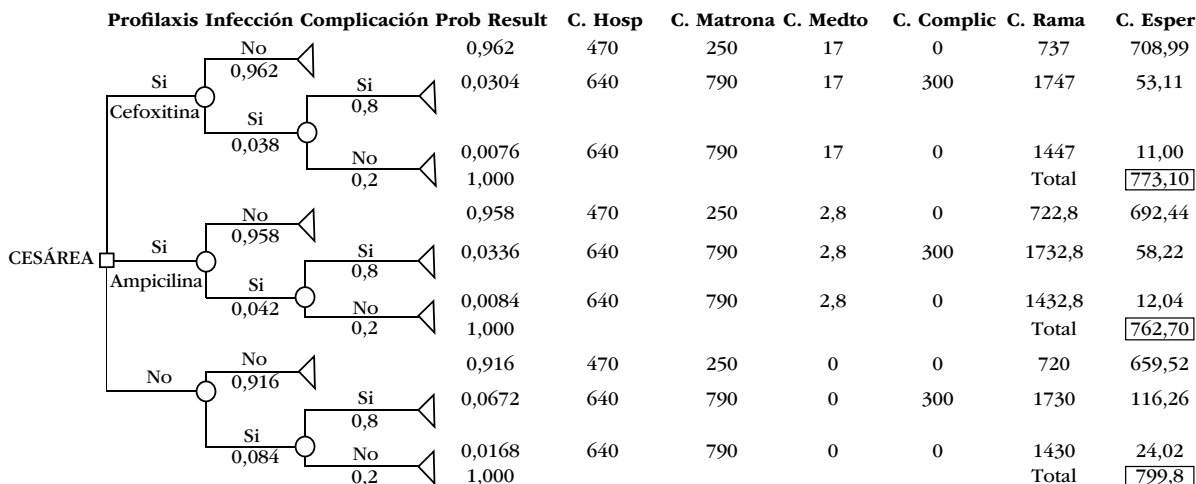 Profilaxis Infección Complicación Prob Result C. Hosp C. Matrona C. Medto C. Complic C. Rama C. Esper
No 0,962 470 250 17 0 737 708,99
0,962
Si Si 0,0304 640 790 17 300 1747 53,11
Cefoxitina 0,8
Si
0,038 No 0,0076 640 790 17 0 1447 11,00
0,2 1,000 Total 773,10
No 0,958 470 250 2,8 0 722,8 692,44
0,958
CESÁREA Si Si 0,0336 640 790 2,8 300 1732,8 58,22
Ampicilina 0,8
Si
0,042 No 0,0084 640 790 2,8 0 1432,8 12,04
0,2 1,000 Total 762,70
No 0,916 470 250 0 0 720 659,52
No 0,916
Si 0,0672 640 790 0 300 1730 116,26
0,8
Si
0,084 No 0,0168 640 790 0 0 1430 24,02
0,2 1,000 Total 799,8